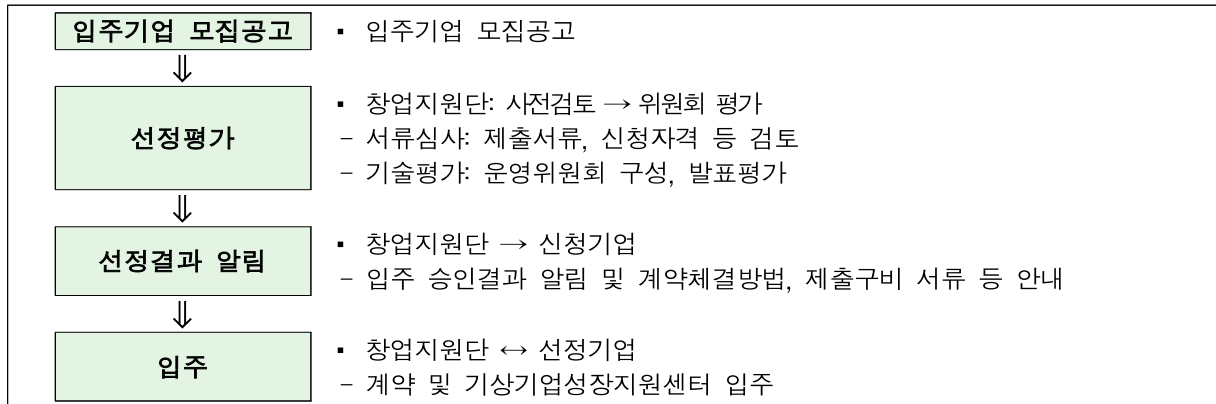 입주기업 모집공고 ▪ 입주기업 모집공고
⇓
▪ 창업지원단: 사전검토 → 위원회 평가
선정평가 – 서류심사: 제출서류, 신청자격 등 검토
– 기술평가: 운영위원회 구성, 발표평가
⇓
선정결과 알림 ▪ 창업지원단 → 신청기업
– 입주 승인결과 알림 및 계약체결방법, 제출구비 서류 등 안내
⇓
입주 ▪ 창업지원단 ↔ 선정기업
– 계약 및 기상기업성장지원센터 입주